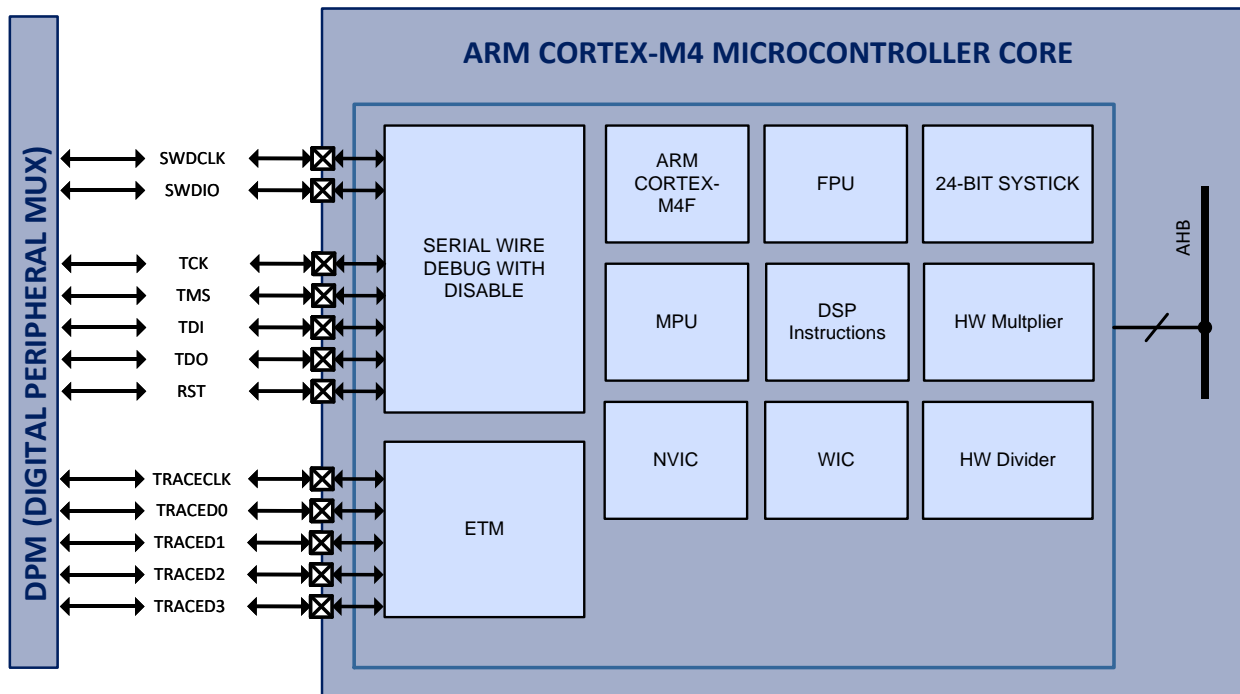 ARM CORTEX-M4 MICROCONTROLLER CORE
DPM (DIGITAL PERIPHERAL MUX)
SWDCLK
SWDIO
TCK
TMS
TDI
TDO
RST
TRACECLK
TRACED0
TRACED1
TRACED2
TRACED3
SERIAL WIRE
DEBUG WITH
DISABLE
ETM
ARM
CORTEX-
M4F
FPU
24-BIT SYSTICK
MPU
DSP
Instructions
HW Multplier
NVIC
WIC
HW Divider
AHB